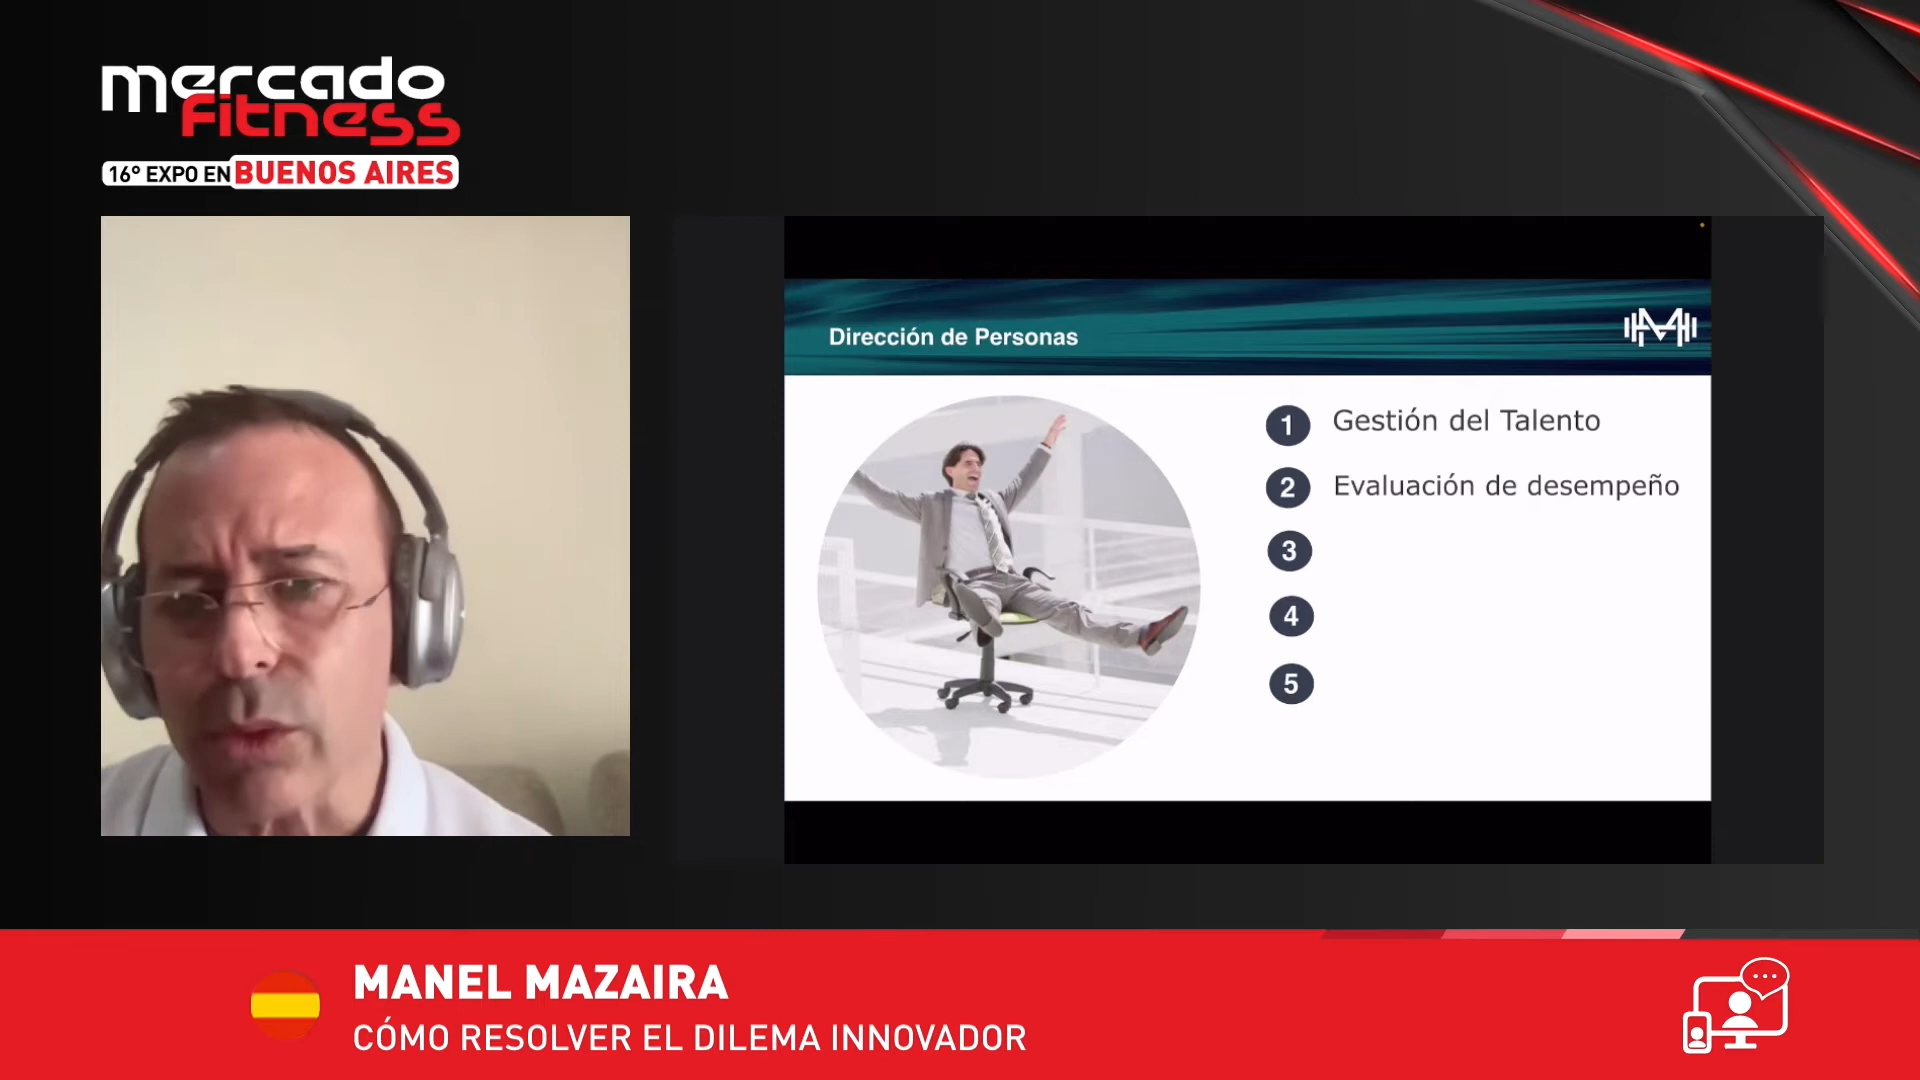 mercado
fitness
16° EXPO EN BUENOS AIRES
Dirección de Personas
1 Gestión del Talento
2 Evaluación de desempeño
3
4
5
MANEL MAZAIRA
CÓMO RESOLVER EL DILEMA INNOVADOR